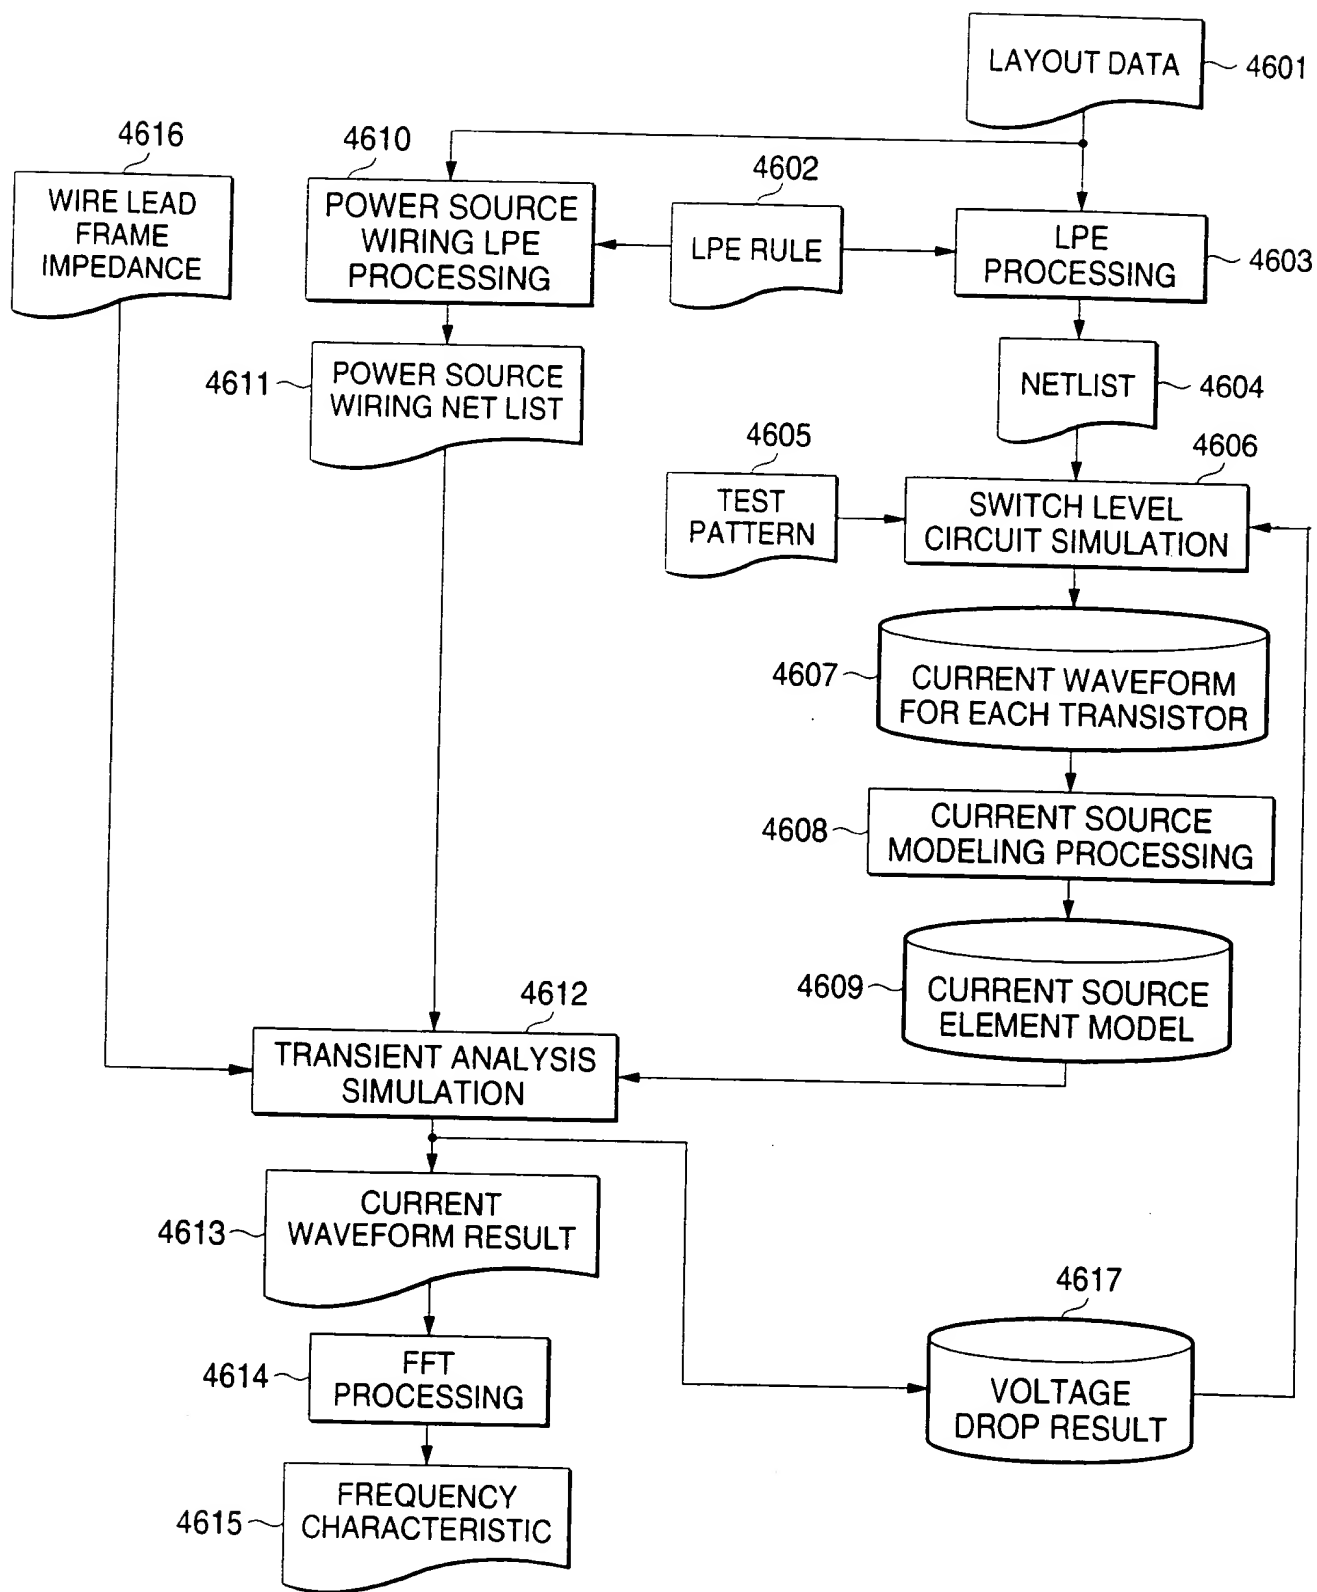 LAYOUT DATA
4601
4616
WIRE LEAD
FRAME
IMPEDANCE
4610
POWER SOURCE
WIRING LPE
PROCESSING
4602
LPE RULE
LPE
PROCESSING
4603
4611
POWER SOURCE
WIRING NET LIST
NETLIST
4604
4605
TEST
PATTERN
4606
SWITCH LEVEL
CIRCUIT SIMULATION
4607
CURRENT WAVEFORM
FOR EACH TRANSISTOR
4608
CURRENT SOURCE
MODELING PROCESSING
4609
CURRENT SOURCE
ELEMENT MODEL
4612
TRANSIENT ANALYSIS
SIMULATION
4613
CURRENT
WAVEFORM RESULT
4617
VOLTAGE
DROP RESULT
4614
FFT
PROCESSING
4615
FREQUENCY
CHARACTERISTIC